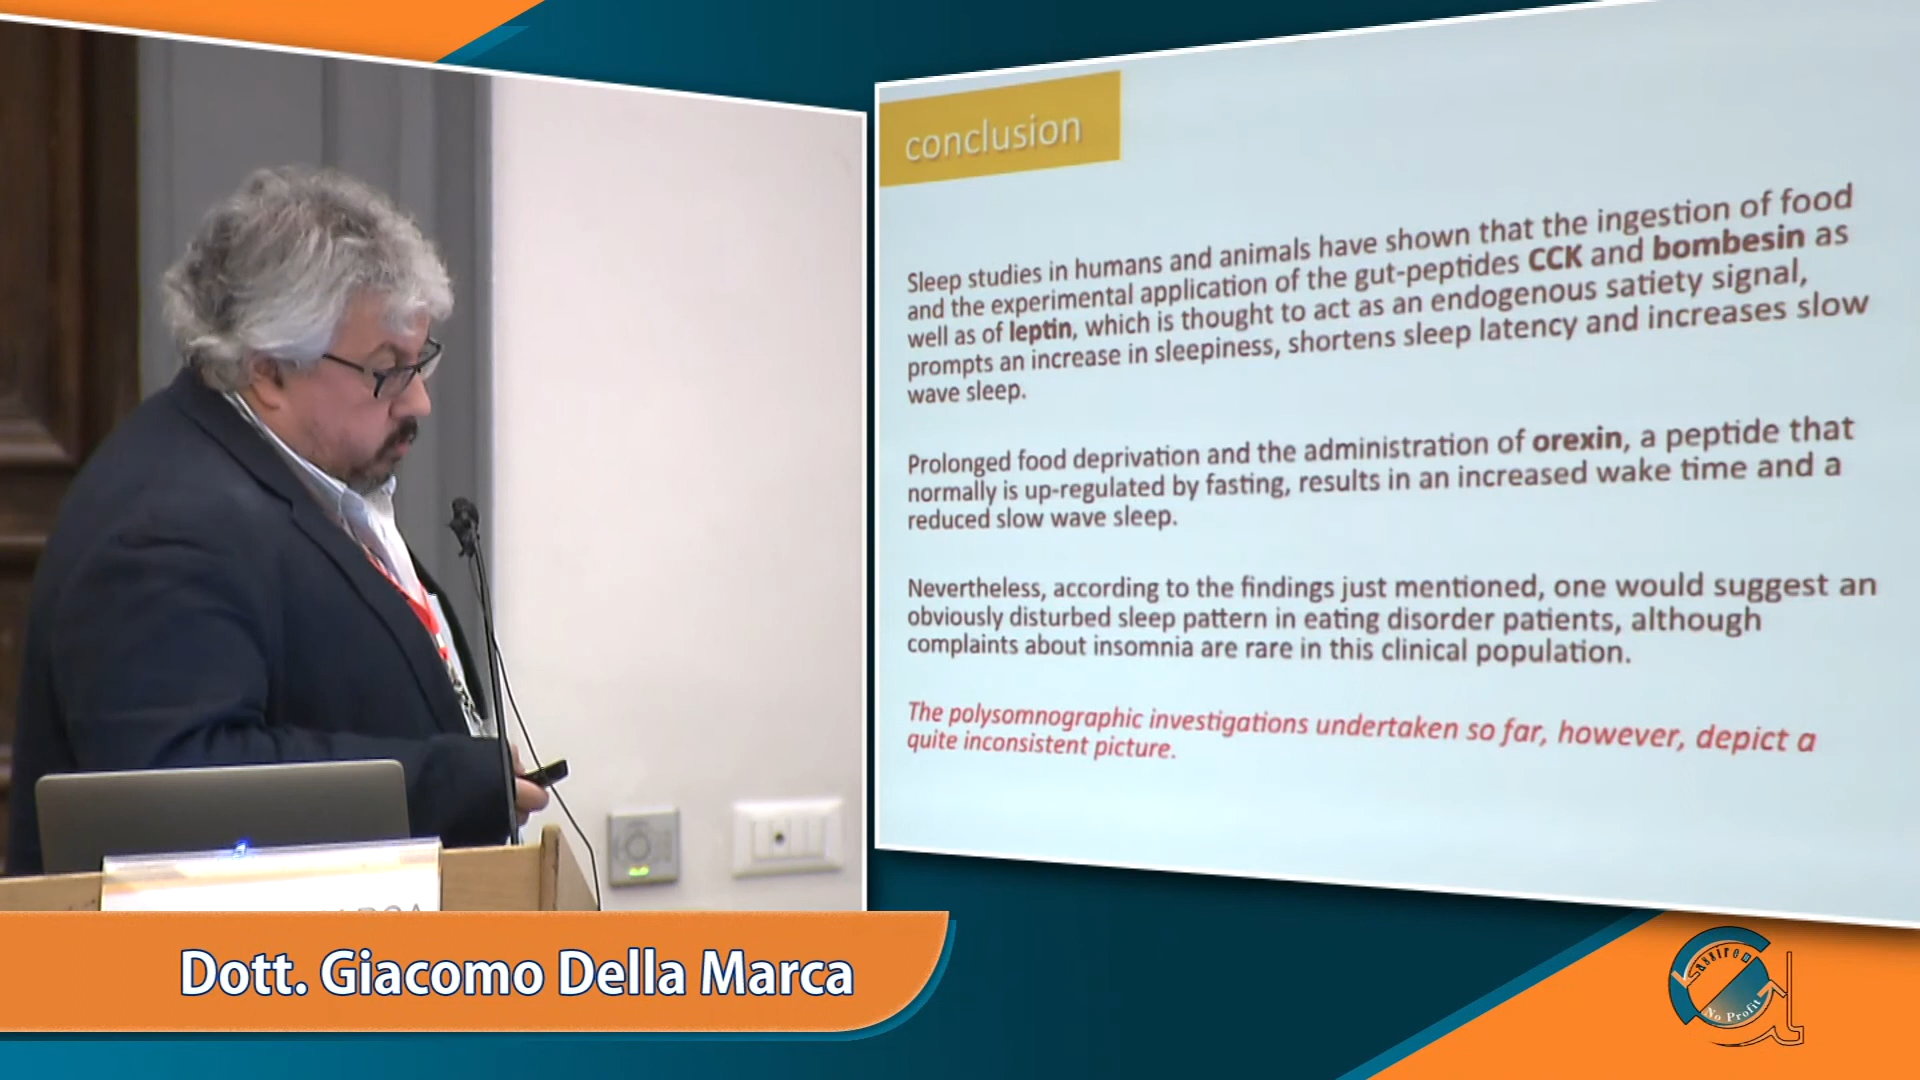 conclusion
Sleep studies in humans and animals have shown that the ingestion of food
and the experimental application of the gut-peptides CCK and bombesin as
well as of leptin, which is thought to act as an endogenous satiety signal,
prompts an increase in sleepiness, shortens sleep latency and increases slow
wave sleep.
Prolonged food deprivation and the administration of orexin, a peptide that
normally is up-regulated by fasting, results in an increased wake time and a
reduced slow wave sleep.
Nevertheless, according to the findings just mentioned, one would suggest an
obviously disturbed sleep pattern in eating disorder patients, although
complaints about insomnia are rare in this clinical population.
The polysomnographic investigations undertaken so far, however, depict a
quite inconsistent picture.
Dott. Giacomo Della Marca
No Profit